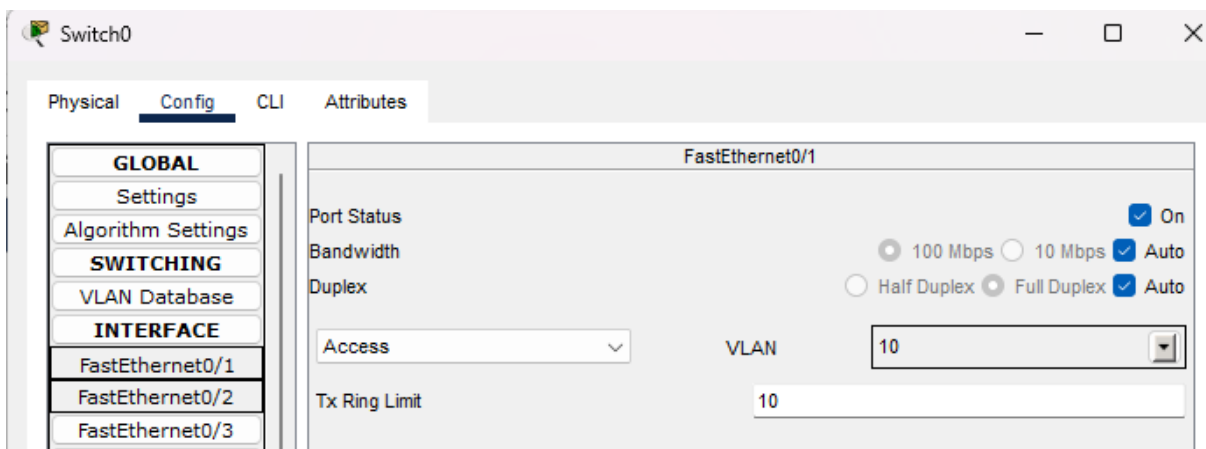 Switch0
Physical Config CLI Attributes
GLOBAL
Settings
Algorithm Settings
SWITCHING
VLAN Database
INTERFACE
FastEthernet0/1
FastEthernet0/2
FastEthernet0/3
FastEthernet0/1
Port Status On
Bandwidth 100 Mbps 10 Mbps Auto
Duplex Half Duplex Full Duplex Auto
Access VLAN 10
Tx Ring Limit 10